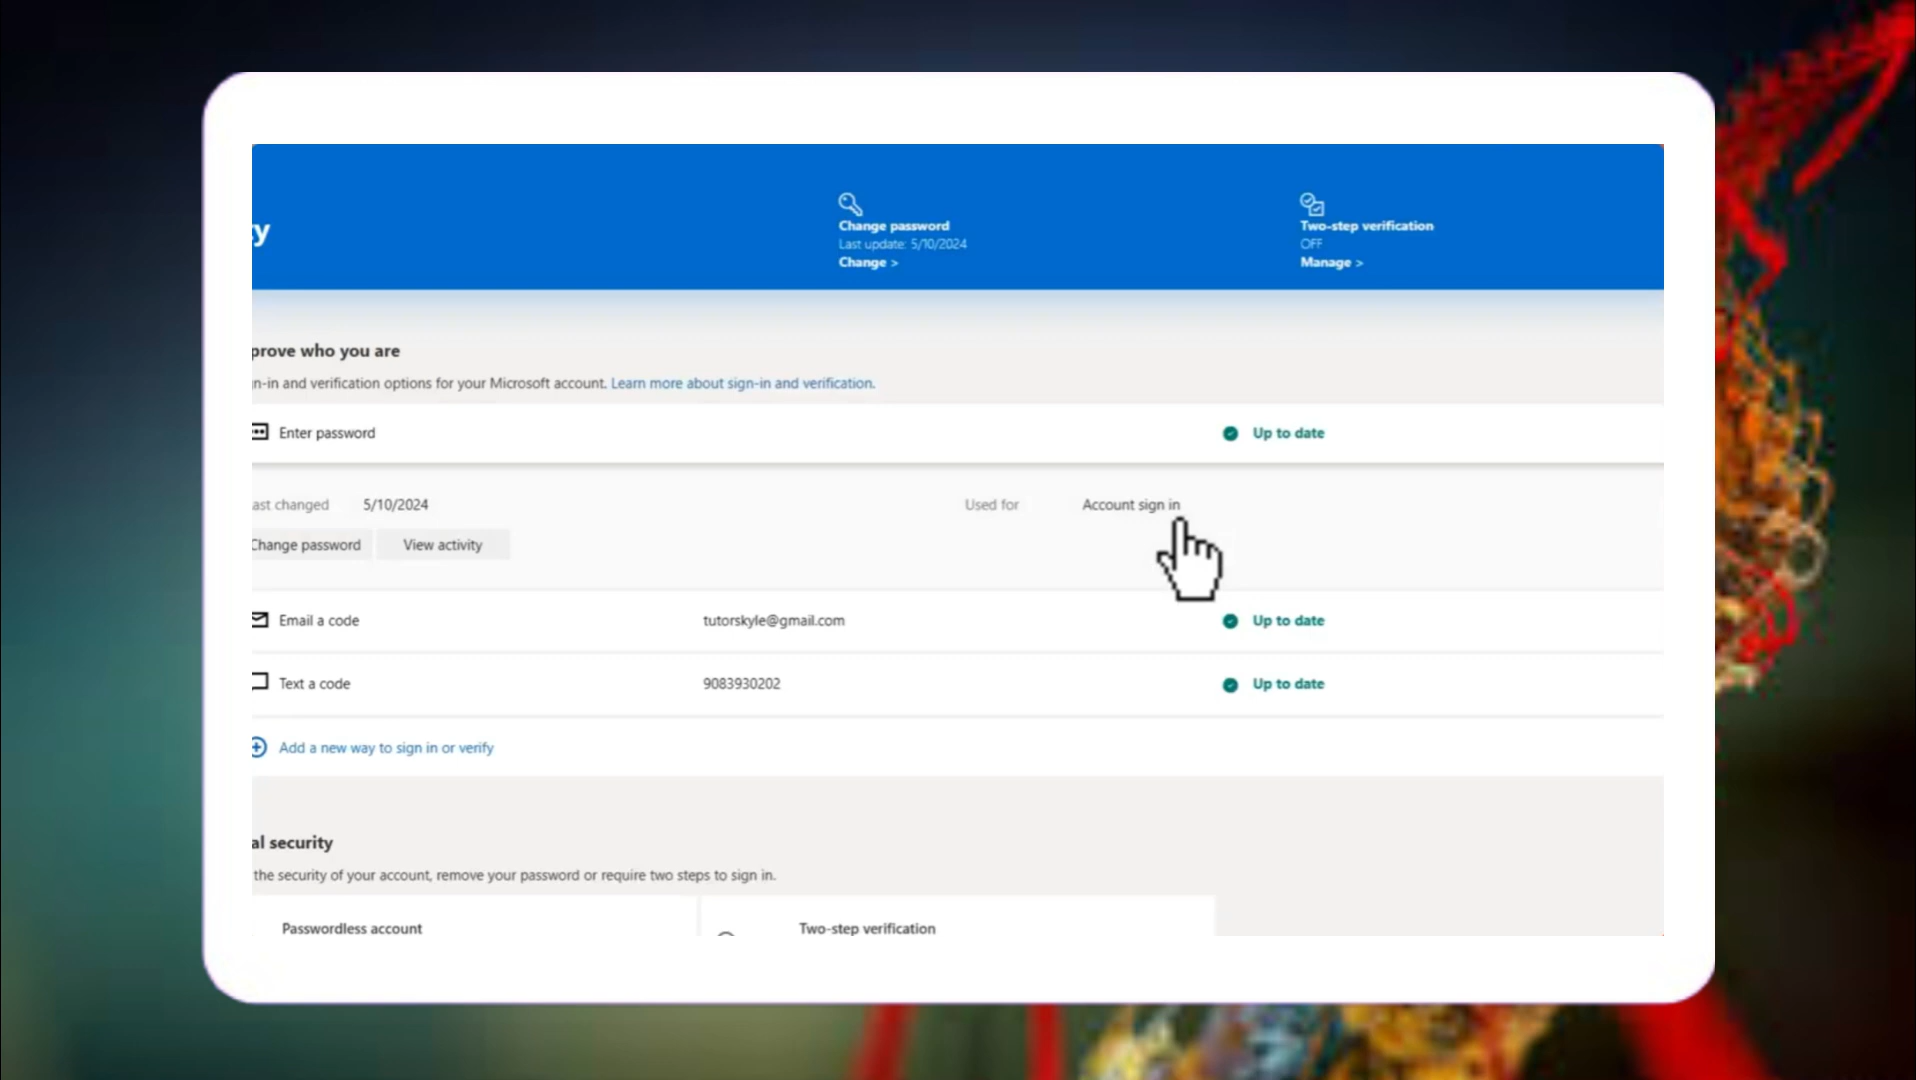 y
Change password
Last update: 5/10/2024
Change >
Two-step verification
OFF
Manage >
prove who you are
n-in and verification options for your Microsoft account. Learn more about sign-in and verification.
Enter password
Up to date
ast changed 5/10/2024
Used for Account sign in
Change password View activity
Email a code tutorskyle@gmail.com Up to date
Text a code 9083930202 Up to date
Add a new way to sign in or verify
al security
the security of your account, remove your password or require two steps to sign in.
Passwordless account
Two-step verification